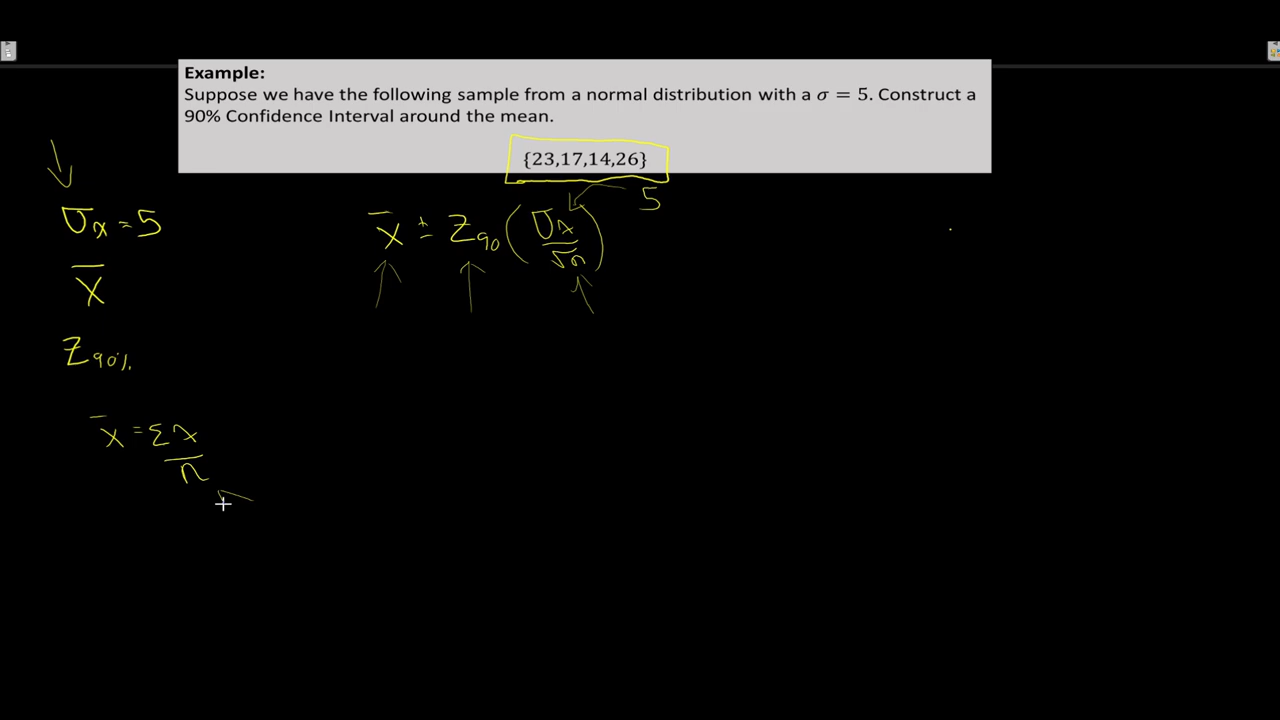 Example:
Suppose we have the following sample from a normal distribution with a σ = 5. Construct a
90% Confidence Interval around the mean.
{23,17,14,26}
5
σx = 5
x̄ ± Z90 (σx/√n)
x̄
Z90%
x̄ = Σx/n